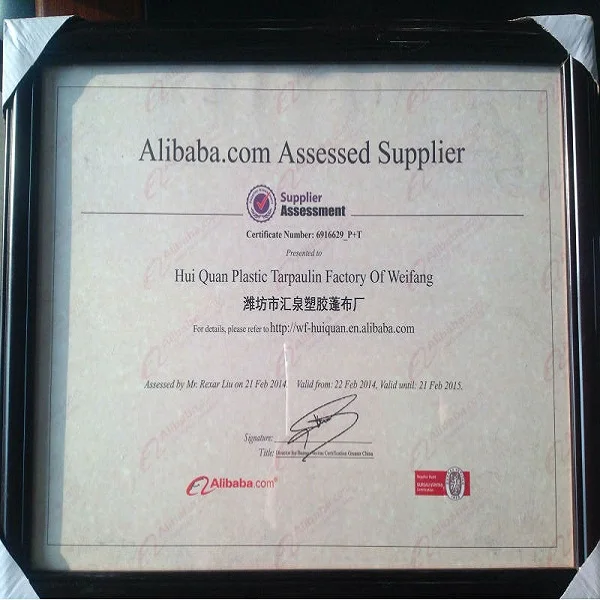 Alibaba.com Assessed Supplier
Supplier
Assessment
Certificate Number: 6916629_P+T
Presented to
Hui Quan Plastic Tarpaulin Factory Of Weifang
潍坊市汇泉塑胶蓬布厂
For details, please refer to http://wf-huiquan.en.alibaba.com
Assessed by Mr. Rexar Liu on 21 Feb 2014. Valid from: 22 Feb 2014, Valid until: 21 Feb 2015.
Signature:
Title: Certification Greater China
Alibaba.com®